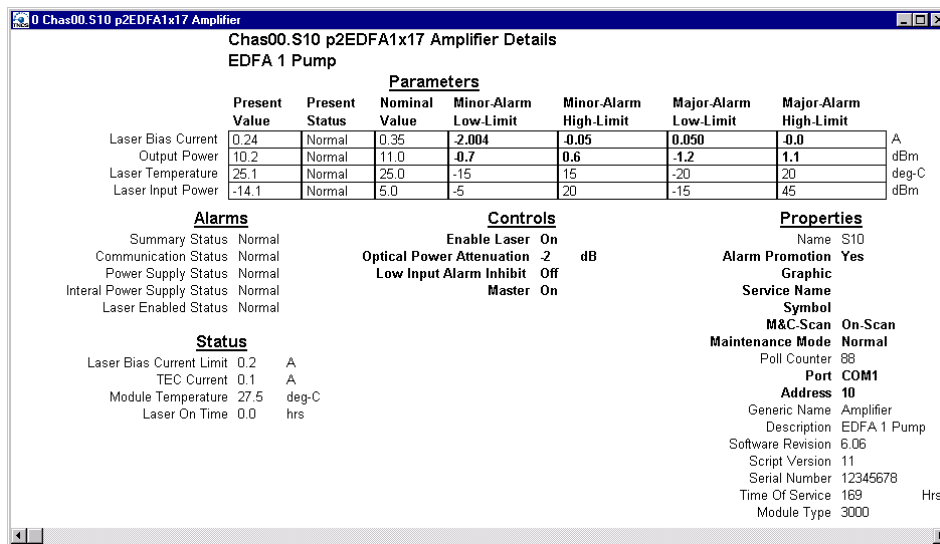 TNCS 0 Chas00.S10 p2EDFA1x17 Amplifier
Chas00.S10 p2EDFA1x17 Amplifier Details
EDFA 1 Pump
Parameters
Present Present Nominal Minor-Alarm Minor-Alarm Major-Alarm Major-Alarm
Value Status Value Low-Limit High-Limit Low-Limit High-Limit
Laser Bias Current 0.24 Normal 0.35 -2.004 -0.05 0.050 -0.0 A
Output Power 10.2 Normal 11.0 -0.7 0.6 -1.2 1.1 dBm
Laser Temperature 25.1 Normal 25.0 -15 15 -20 20 deg-C
Laser Input Power -14.1 Normal 5.0 -5 20 -15 45 dBm
Alarms
Summary Status Normal
Communication Status Normal
Power Supply Status Normal
Interal Power Supply Status Normal
Laser Enabled Status Normal
Status
Laser Bias Current Limit 0.2 A
TEC Current 0.1 A
Module Temperature 27.5 deg-C
Laser On Time 0.0 hrs
Controls
Enable Laser On
Optical Power Attenuation -2 dB
Low Input Alarm Inhibit Off
Master On
Properties
Name S10
Alarm Promotion Yes
Graphic
Service Name
Symbol
M&C-Scan On-Scan
Maintenance Mode Normal
Poll Counter 88
Port COM1
Address 10
Generic Name Amplifier
Description EDFA 1 Pump
Software Revision 6.06
Script Version 11
Serial Number 12345678
Time Of Service 169 Hrs
Module Type 3000